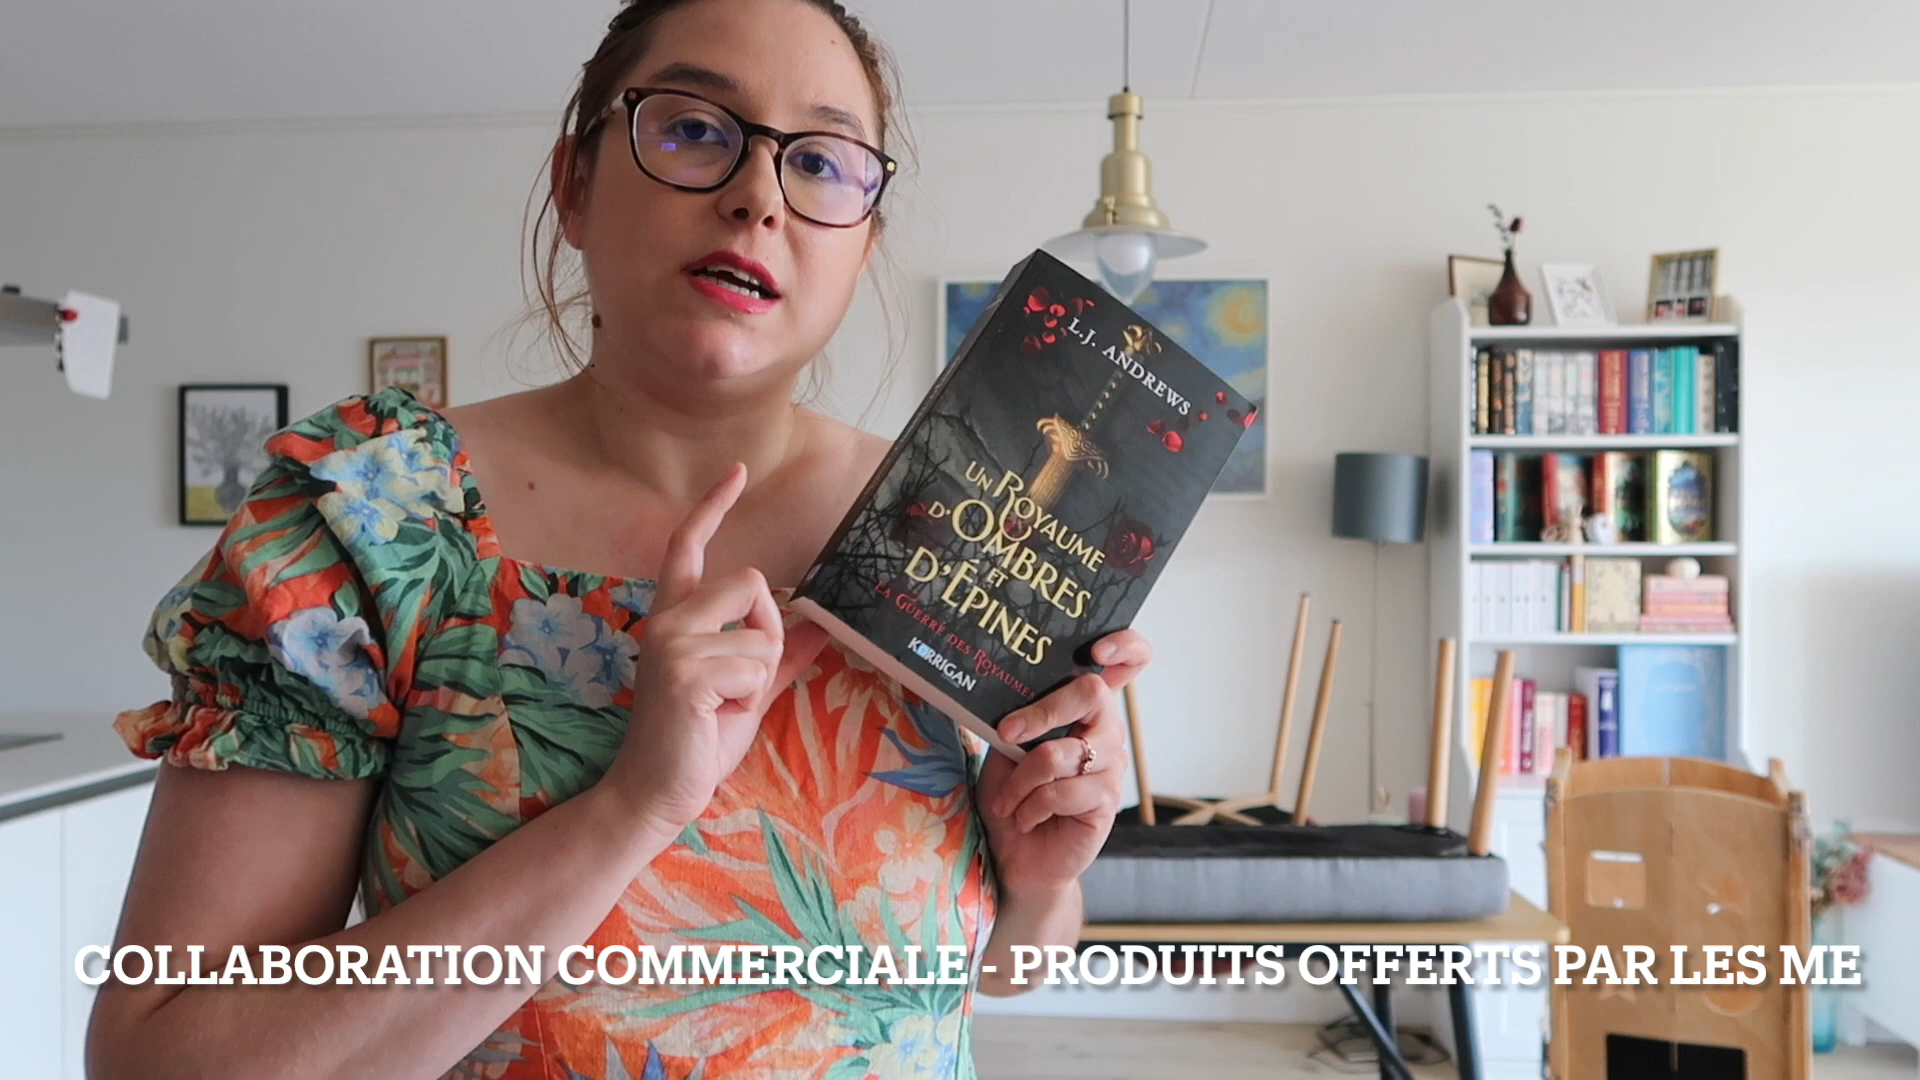 L.J. ANDREWS
UN ROYAUME
D'OMBRES
ET
D'ÉPINES
LA GUERRE DES ROYAUMES
KORRIGAN
COLLABORATION COMMERCIALE - PRODUITS OFFERTS PAR LES ME